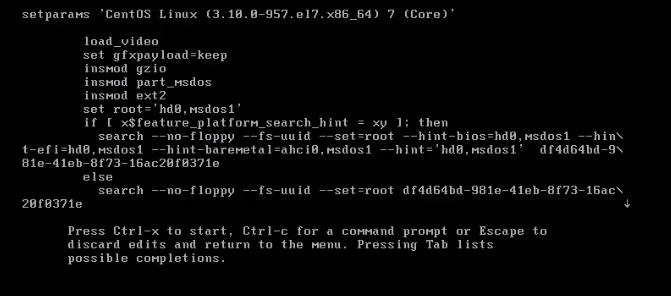 setparams 'CentOS Linux (3.10.0-957.el7.x86_64) 7 (Core)'
load_video
set gfxpayload=keep
insmod gzio
insmod part_msdos
insmod ext2
set root='hd0,msdos1'
if [ x$feature_platform_search_hint = xy ]; then
search --no-floppy --fs-uuid --set=root --hint-bios=hd0,msdos1 --hin\
t-efi=hd0,msdos1 --hint-baremetal=ahci0,msdos1 --hint='hd0,msdos1'  df4d64bd-9\
81e-41eb-8f73-16ac20f0371e
else
search --no-floppy --fs-uuid --set=root df4d64bd-981e-41eb-8f73-16ac\
20f0371e ↓
Press Ctrl-x to start, Ctrl-c for a command prompt or Escape to
discard edits and return to the menu. Pressing Tab lists
possible completions.